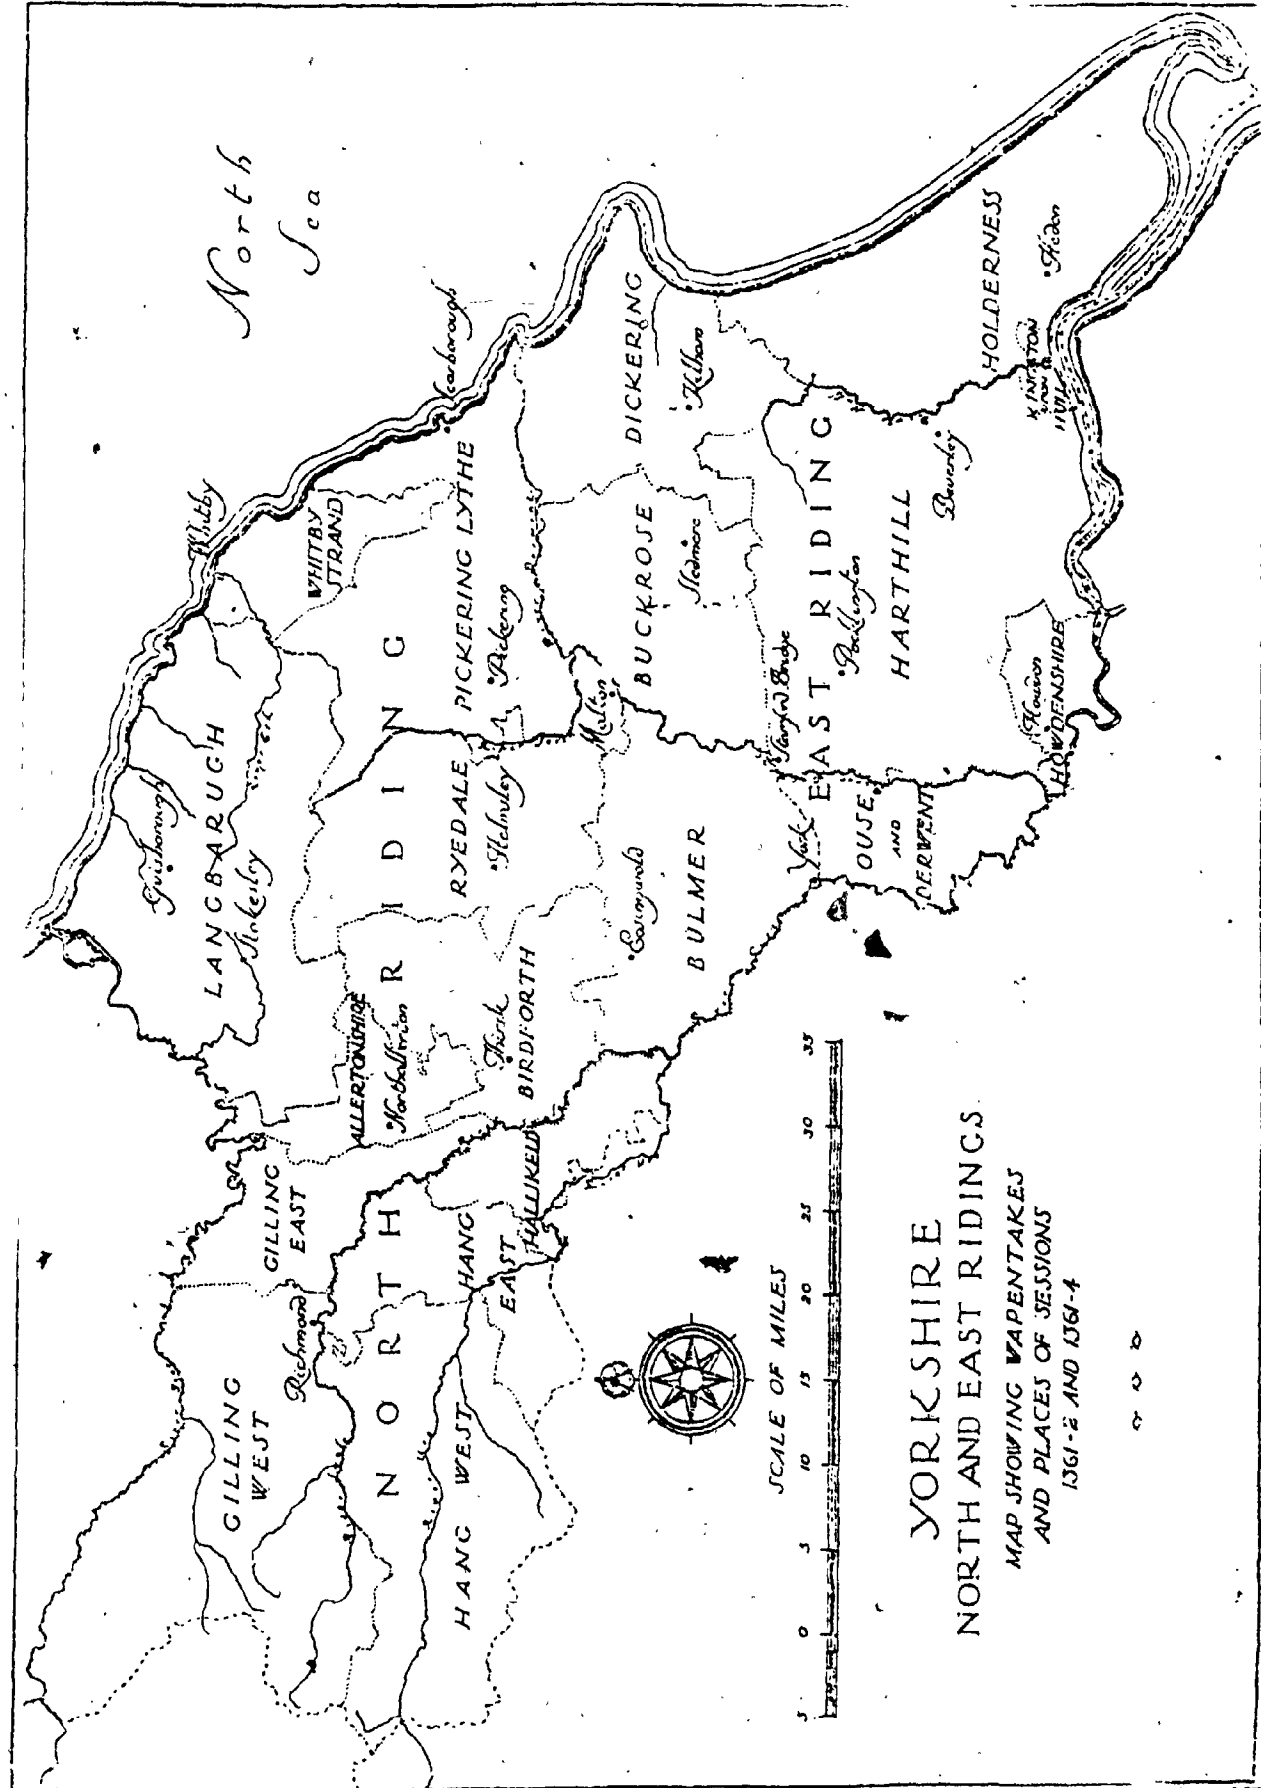 North
Sea
Whitby
Scarborough
WHITBY
STRAND
LANGBARUGH
Guisborough
Stokesley
PICKERING LYTHE
Pickering
RYEDALE
Helmsley
Malton
ALLERTONSHIRE
Northallerton
Thirsk
BIRDFORTH
BULMER
Easingwold
GILLING
EAST
GILLING
WEST
Richmond
HANG
EAST
HALLIKELD
HANG WEST
NORTH RIDING
DICKERING
Kilham
BUCKROSE
Sledmere
EAST RIDING
Stamford Bridge
Pocklington
HARTHILL
Beverley
HOLDERNESS
Hedon
KINGSTON
UPON
HULL
York
OUSE
AND
DERWENT
Howden
HOWDENSHIRE
SCALE OF MILES
5 0 5 10 15 20 25 30 35
YORKSHIRE
NORTH AND EAST RIDINGS
MAP SHOWING WAPENTAKES
AND PLACES OF SESSIONS
1361-2 AND 1361-4